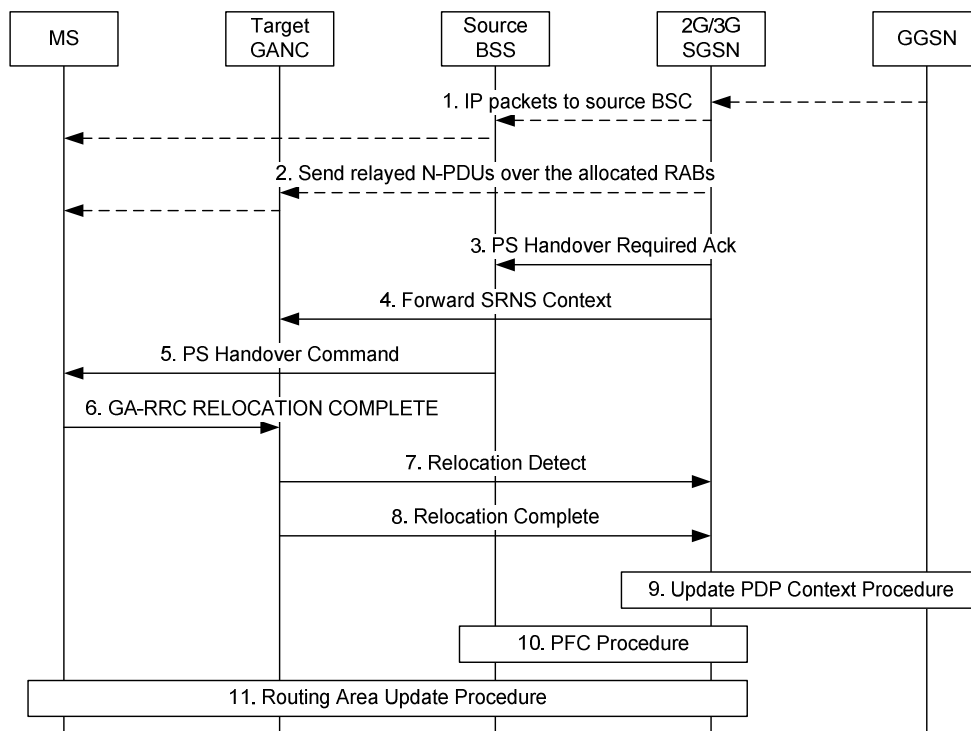 MS
Target
GANC
Source
BSS
2G/3G
SGSN
GGSN
1. IP packets to source BSC
2. Send relayed N-PDUs over the allocated RABs
3. PS Handover Required Ack
4. Forward SRNS Context
5. PS Handover Command
6. GA-RRC RELOCATION COMPLETE
7. Relocation Detect
8. Relocation Complete
9. Update PDP Context Procedure
10. PFC Procedure
11. Routing Area Update Procedure